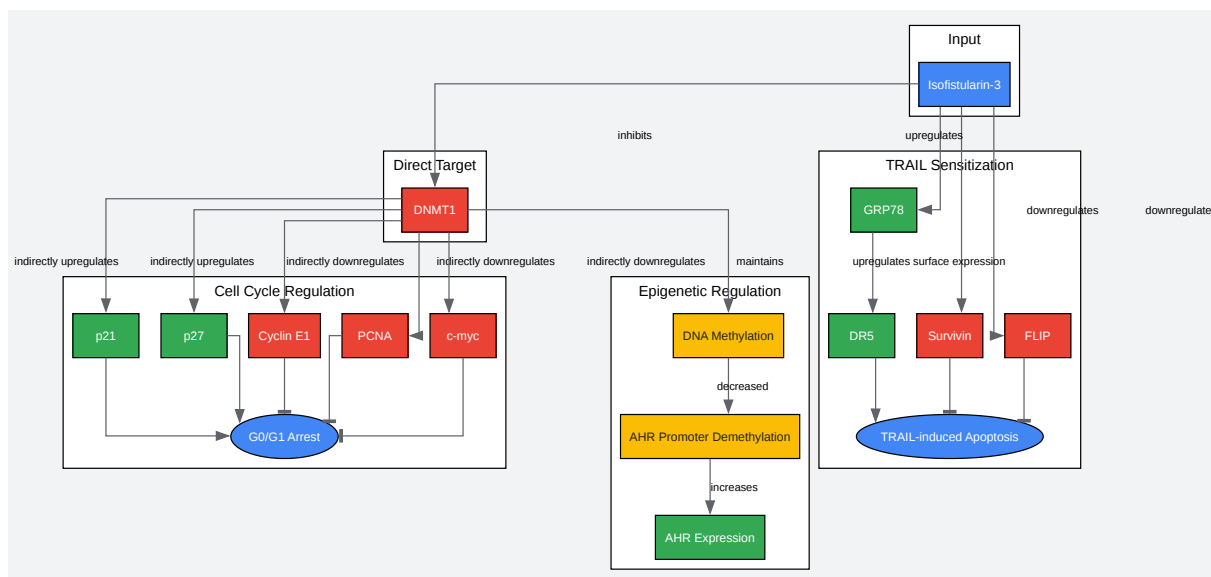 Input
Isofistularin-3
inhibits
upregulates
Direct Target
TRAIL Sensitization
DNMT1
GRP78
downregulates
downregulate
indirectly upregulates
indirectly upregulates
indirectly downregulates
indirectly downregulates
indirectly downregulates
maintains
upregulates surface expression
Cell Cycle Regulation
Epigenetic Regulation
p21
p27
Cyclin E1
PCNA
c-myc
DNA Methylation
DR5
Survivin
FLIP
decreased
G0/G1 Arrest
AHR Promoter Demethylation
TRAIL-induced Apoptosis
increases
AHR Expression